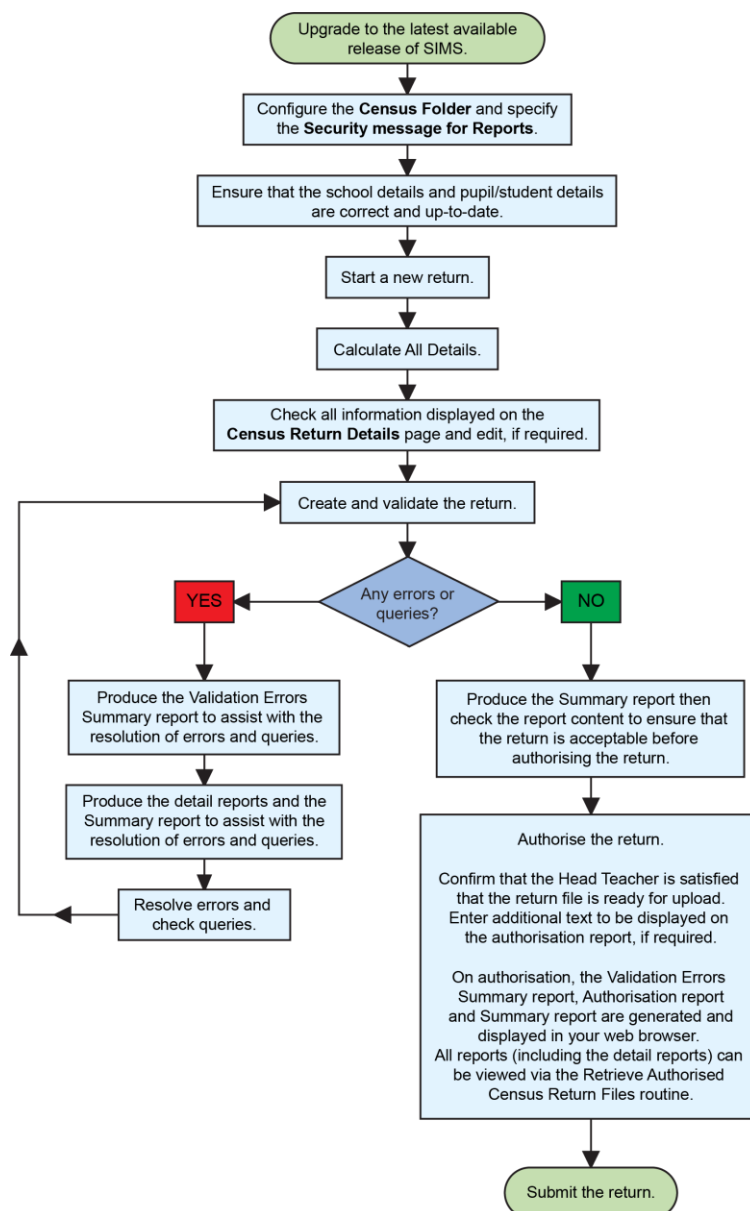 Upgrade to the latest available
release of SIMS.
Configure the Census Folder and specify
the Security message for Reports.
Ensure that the school details and pupil/student details
are correct and up-to-date.
Start a new return.
Calculate All Details.
Check all information displayed on the
Census Return Details page and edit, if required.
Create and validate the return.
Any errors or
queries?
YES
NO
Produce the Validation Errors
Summary report to assist with the
resolution of errors and queries.
Produce the detail reports and the
Summary report to assist with the
resolution of errors and queries.
Resolve errors and
check queries.
Produce the Summary report then
check the report content to ensure that
the return is acceptable before
authorising the return.
Authorise the return.
Confirm that the Head Teacher is satisfied
that the return file is ready for upload.
Enter additional text to be displayed on
the authorisation report, if required.
On authorisation, the Validation Errors
Summary report, Authorisation report
and Summary report are generated and
displayed in your web browser.
All reports (including the detail reports) can
be viewed via the Retrieve Authorised
Census Return Files routine.
Submit the return.